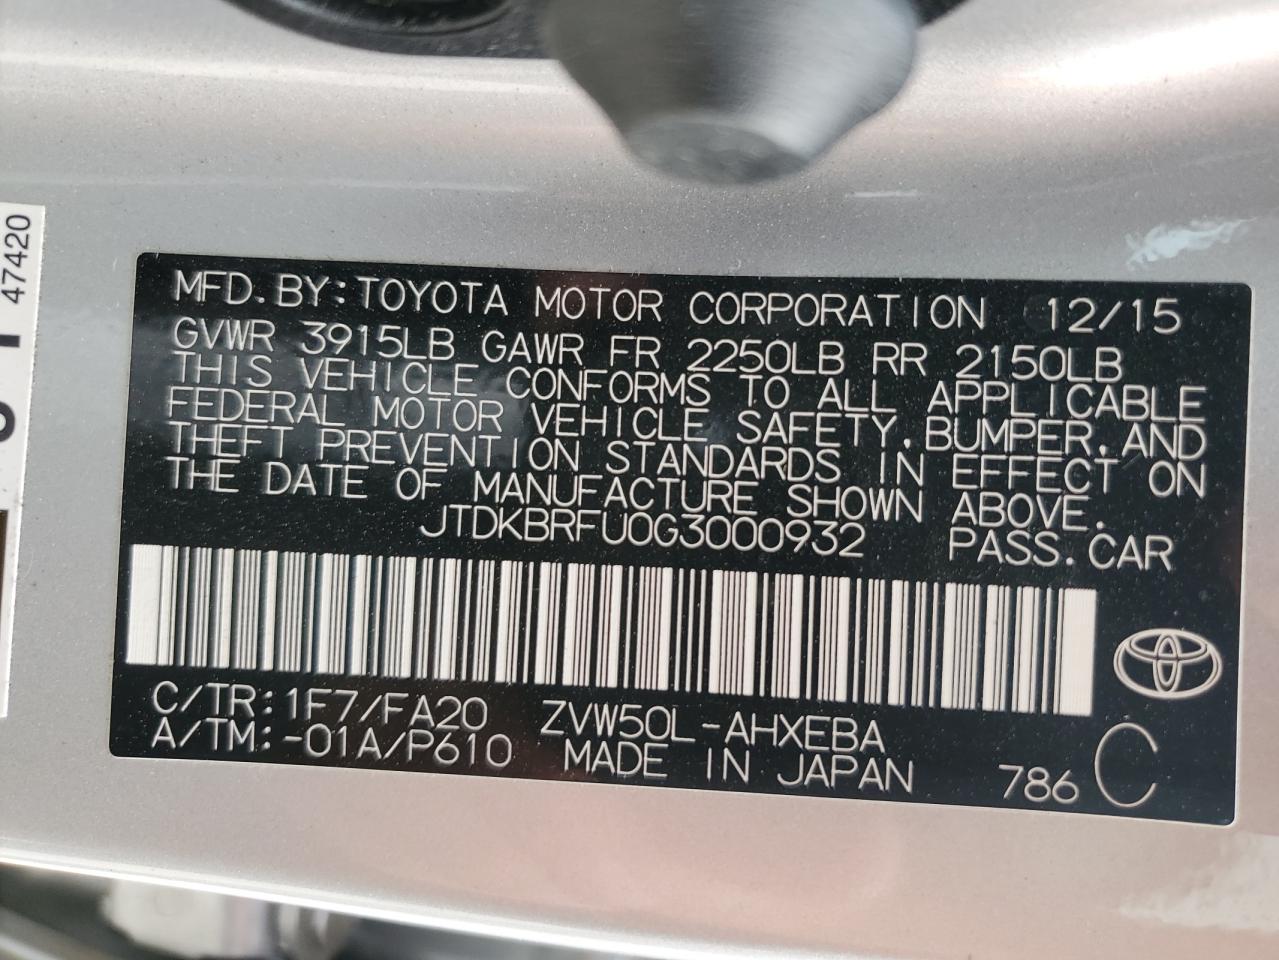 47420
MFD.BY:TOYOTA MOTOR CORPORATION 12/15
GVWR 3915LB GAWR FR 2250LB RR 2150LB
THIS VEHICLE CONFORMS TO ALL APPLICABLE
FEDERAL MOTOR VEHICLE SAFETY,BUMPER,AND
THEFT PREVENTION STANDARDS IN EFFECT ON
THE DATE OF MANUFACTURE SHOWN ABOVE.
JTDKBRFU0G3000932 PASS.CAR
C/TR:1F7/FA20 ZVW50L-AHXEBA
A/TM:-01A/P610 MADE IN JAPAN 786 C